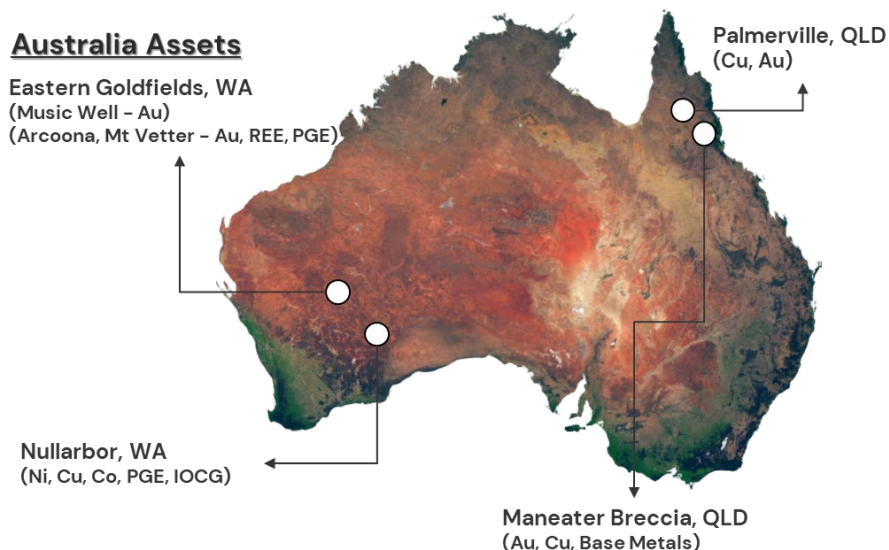 Australia Assets
Eastern Goldfields, WA
(Music Well – Au)
(Arcoona, Mt Vetter – Au, REE, PGE)
Palmerville, QLD
(Cu, Au)
Nullarbor, WA
(Ni, Cu, Co, PGE, IOCG)
Maneater Breccia, QLD
(Au, Cu, Base Metals)